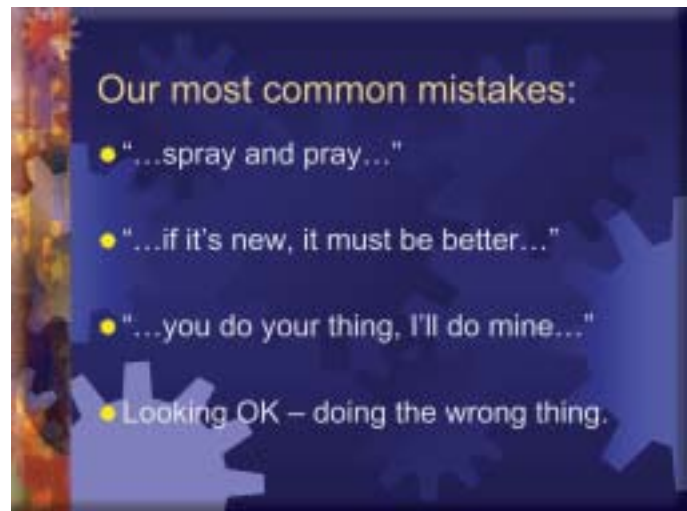 Our most common mistakes:
“…spray and pray…”
“…if it’s new, it must be better…”
“…you do your thing, I’ll do mine…”
Looking OK – doing the wrong thing.